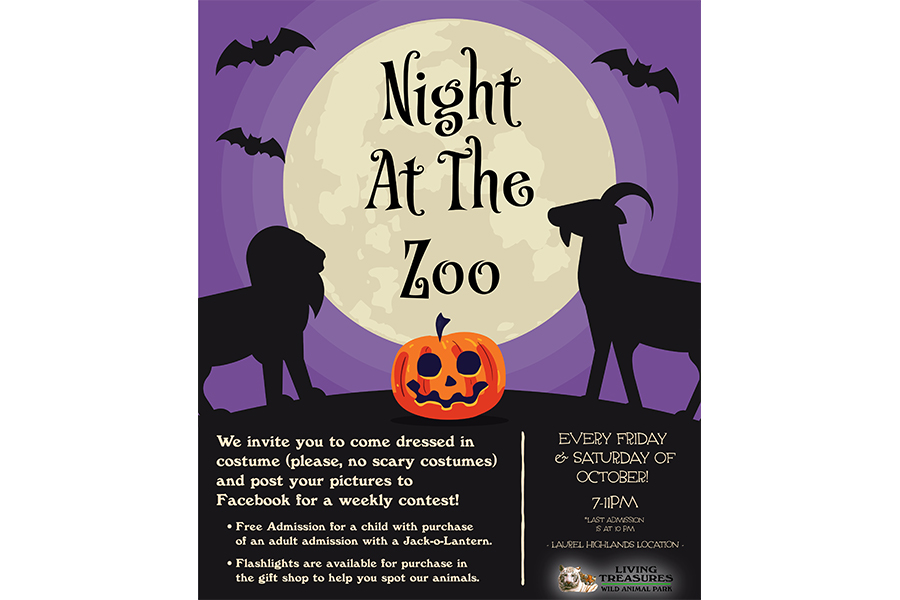 Night
At The
Zoo
We invite you to come dressed in
costume (please, no scary costumes)
and post your pictures to
Facebook for a weekly contest!
• Free Admission for a child with purchase
of an adult admission with a Jack-o-Lantern.
• Flashlights are available for purchase in
the gift shop to help you spot our animals.
EVERY FRIDAY
& SATURDAY OF
OCTOBER!
7-11PM
*LAST ADMISSION
IS AT 10 PM
- LAUREL HIGHLANDS LOCATION -
LIVING
TREASURES
WILD ANIMAL PARK